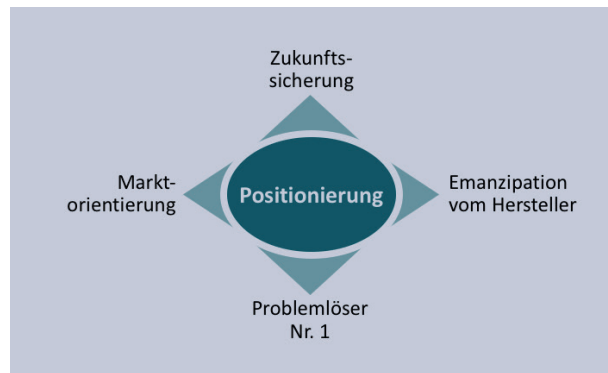 Zukunfts-
sicherung
Markt-
orientierung
Positionierung
Emanzipation
vom Hersteller
Problemlöser
Nr. 1